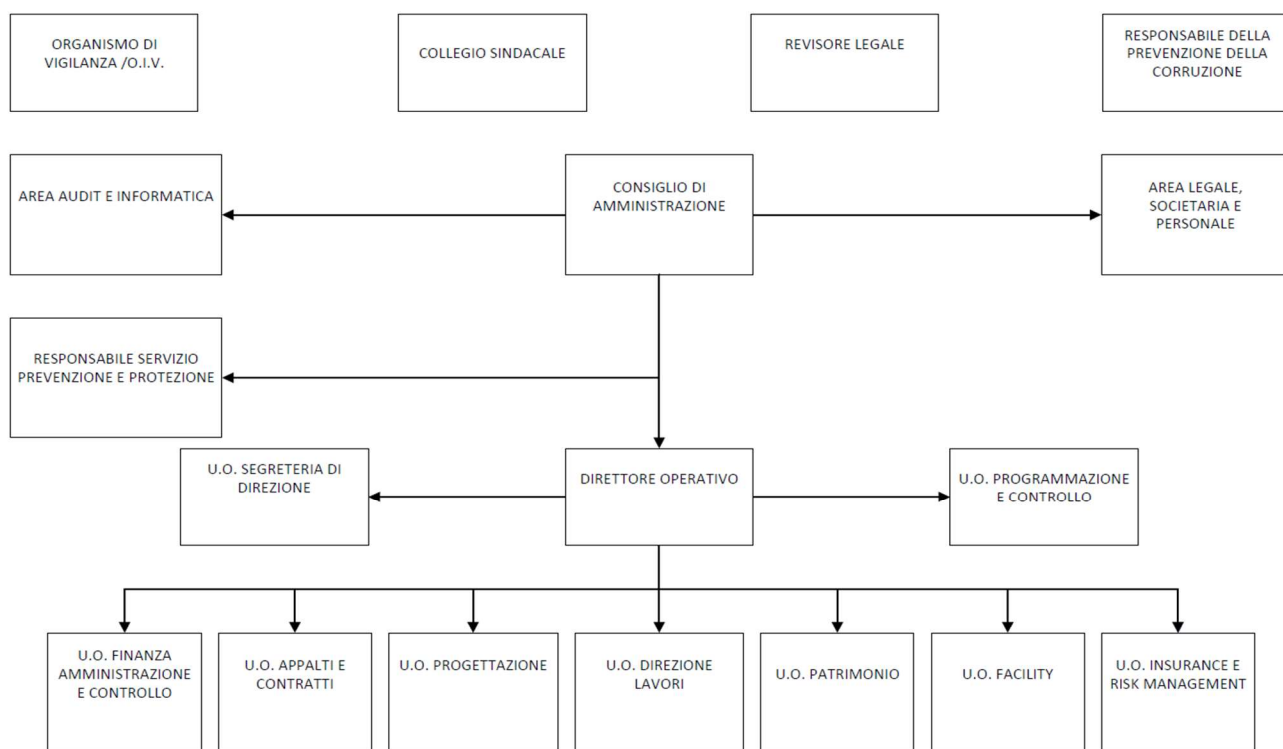 ORGANISMO DI
VIGILANZA /O.I.V.
COLLEGIO SINDACALE
REVISORE LEGALE
RESPONSABILE DELLA
PREVENZIONE DELLA
CORRUZIONE
AREA AUDIT E INFORMATICA
CONSIGLIO DI
AMMINISTRAZIONE
AREA LEGALE,
SOCIETARIA E
PERSONALE
RESPONSABILE SERVIZIO
PREVENZIONE E PROTEZIONE
U.O. SEGRETERIA DI
DIREZIONE
DIRETTORE OPERATIVO
U.O. PROGRAMMAZIONE
E CONTROLLO
U.O. FINANZA
AMMINISTRAZIONE
E CONTROLLO
U.O. APPALTI E
CONTRATTI
U.O. PROGETTAZIONE
U.O. DIREZIONE
LAVORI
U.O. PATRIMONIO
U.O. FACILITY
U.O. INSURANCE E
RISK MANAGEMENT